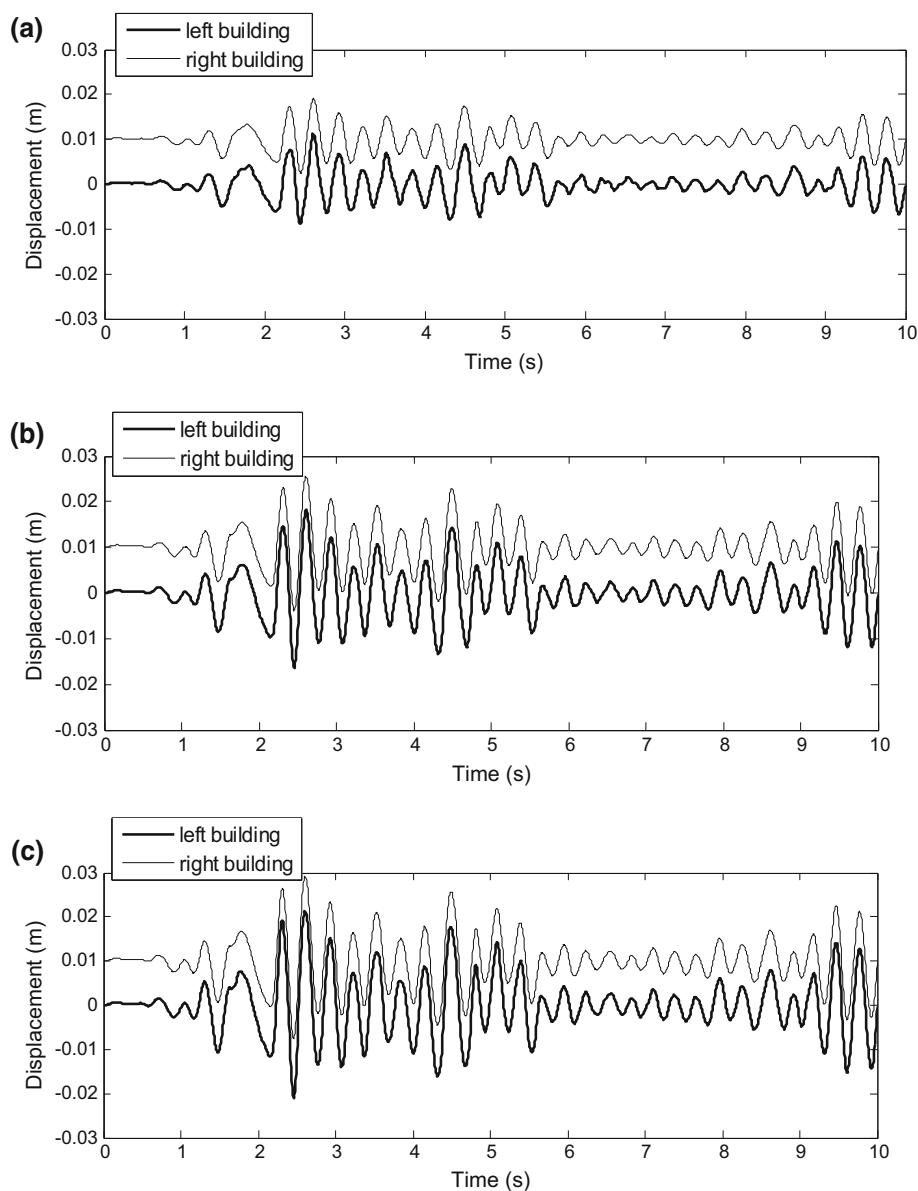 (a)
left building
right building
0.03
0.02
0.01
0
-0.01
-0.02
-0.03
Displacement (m)
0 1 2 3 4 5 6 7 8 9 10
Time (s)
(b)
left building
right building
0.03
0.02
0.01
0
-0.01
-0.02
-0.03
Displacement (m)
0 1 2 3 4 5 6 7 8 9 10
Time (s)
(c)
left building
right building
0.03
0.02
0.01
0
-0.01
-0.02
-0.03
Displacement (m)
0 1 2 3 4 5 6 7 8 9 10
Time (s)